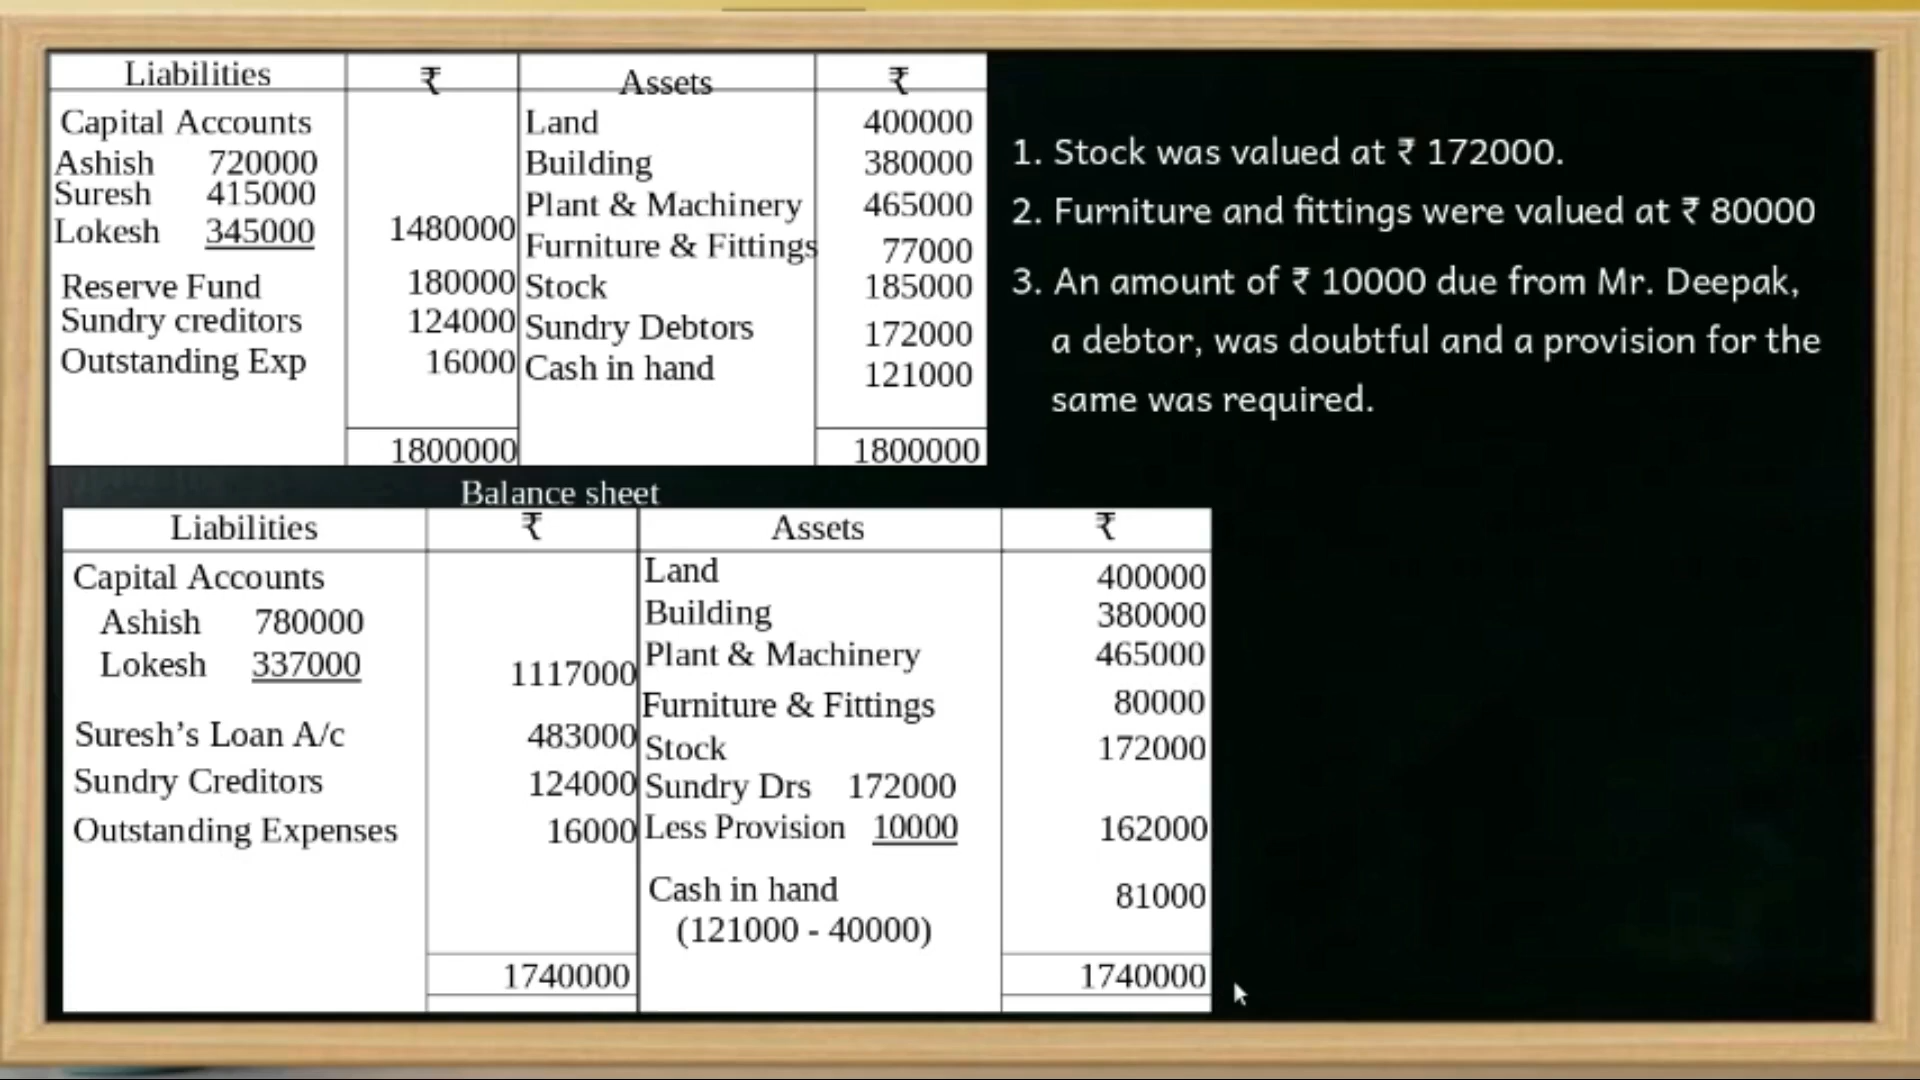 Liabilities ₹ Assets ₹
Capital Accounts Land 400000
Ashish 720000 Building 380000
Suresh 415000 Plant & Machinery 465000
Lokesh 345000 1480000 Furniture & Fittings 77000
Reserve Fund 180000 Stock 185000
Sundry creditors 124000 Sundry Debtors 172000
Outstanding Exp 16000 Cash in hand 121000
1800000 1800000
1. Stock was valued at ₹ 172000.
2. Furniture and fittings were valued at ₹ 80000
3. An amount of ₹ 10000 due from Mr. Deepak,
a debtor, was doubtful and a provision for the
same was required.
Balance sheet
Liabilities ₹ Assets ₹
Capital Accounts Land 400000
Ashish 780000 Building 380000
Lokesh 337000 1117000 Plant & Machinery 465000
Furniture & Fittings 80000
Suresh’s Loan A/c 483000 Stock 172000
Sundry Creditors 124000 Sundry Drs 172000
Outstanding Expenses 16000 Less Provision 10000 162000
Cash in hand 81000
(121000 - 40000)
1740000 1740000